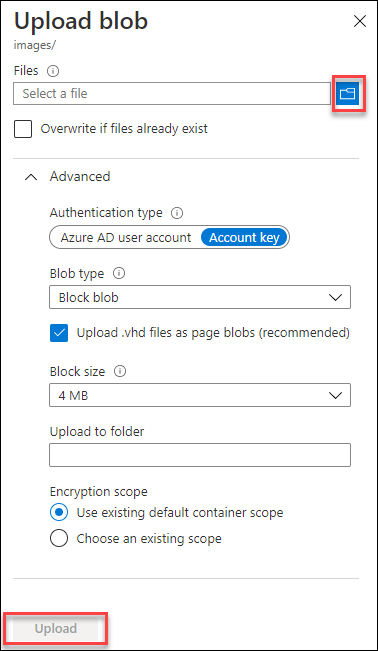 Upload blob
images/
Files
Select a file
Overwrite if files already exist
Advanced
Authentication type
Azure AD user account Account key
Blob type
Block blob
Upload .vhd files as page blobs (recommended)
Block size
4 MB
Upload to folder
Encryption scope
Use existing default container scope
Choose an existing scope
Upload